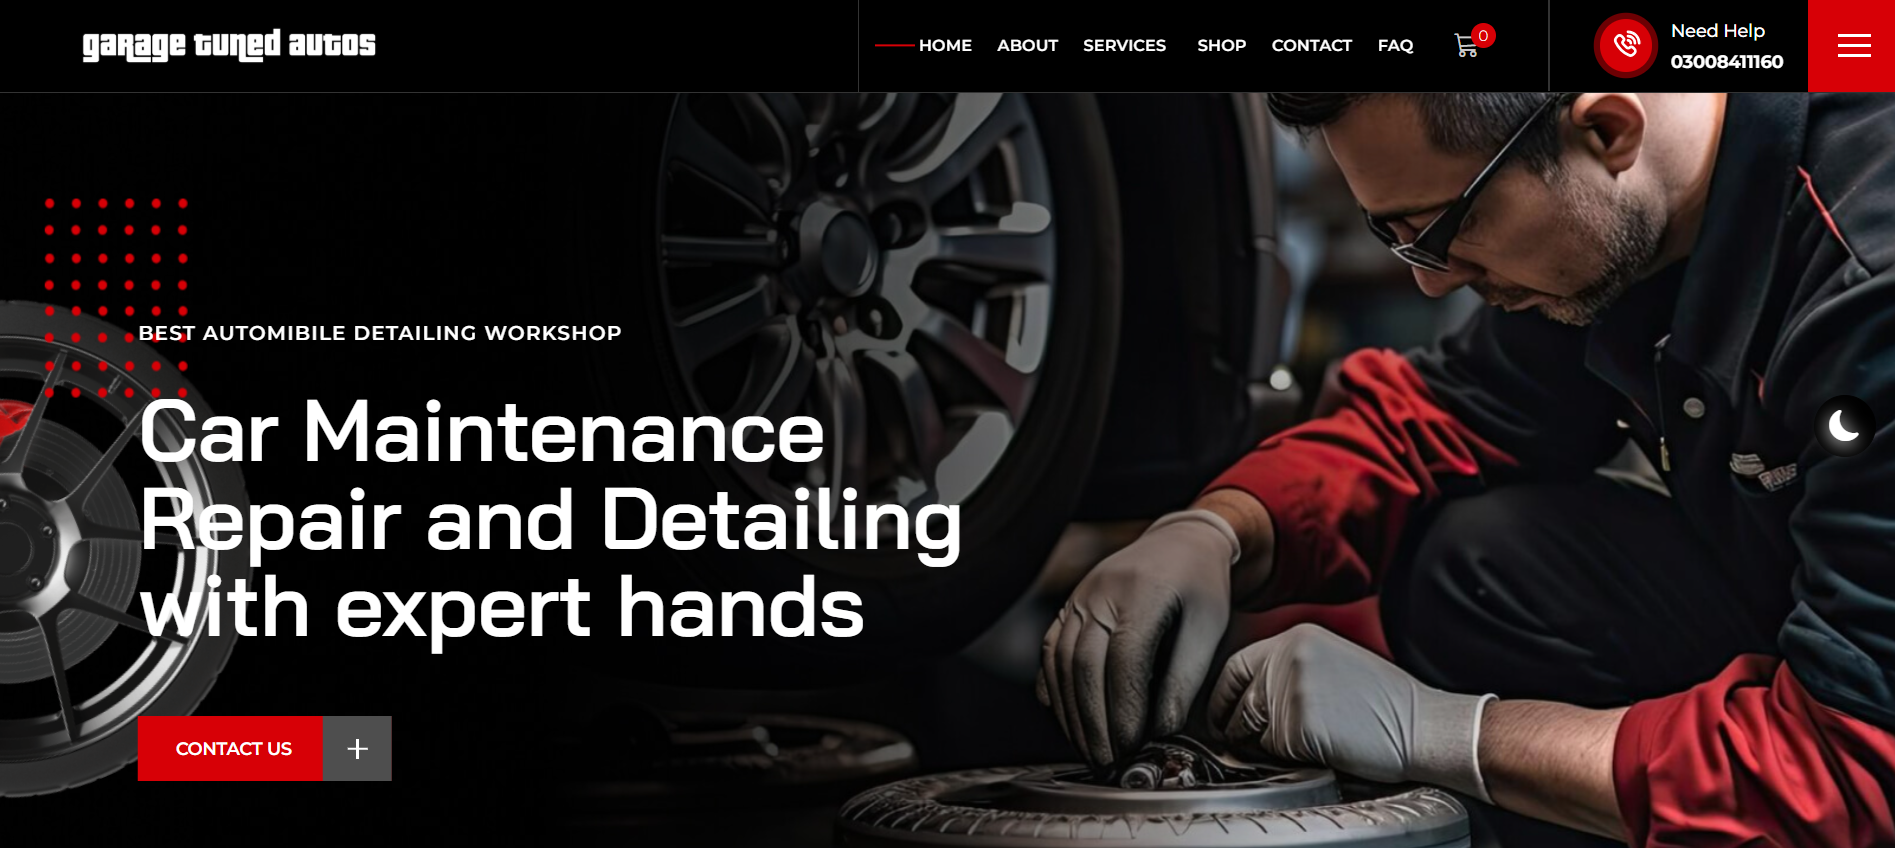 garage tuned autos
HOME ABOUT SERVICES SHOP CONTACT FAQ
0
Need Help
03008411160
BEST AUTOMIBILE DETAILING WORKSHOP
Car Maintenance
Repair and Detailing
with expert hands
CONTACT US +